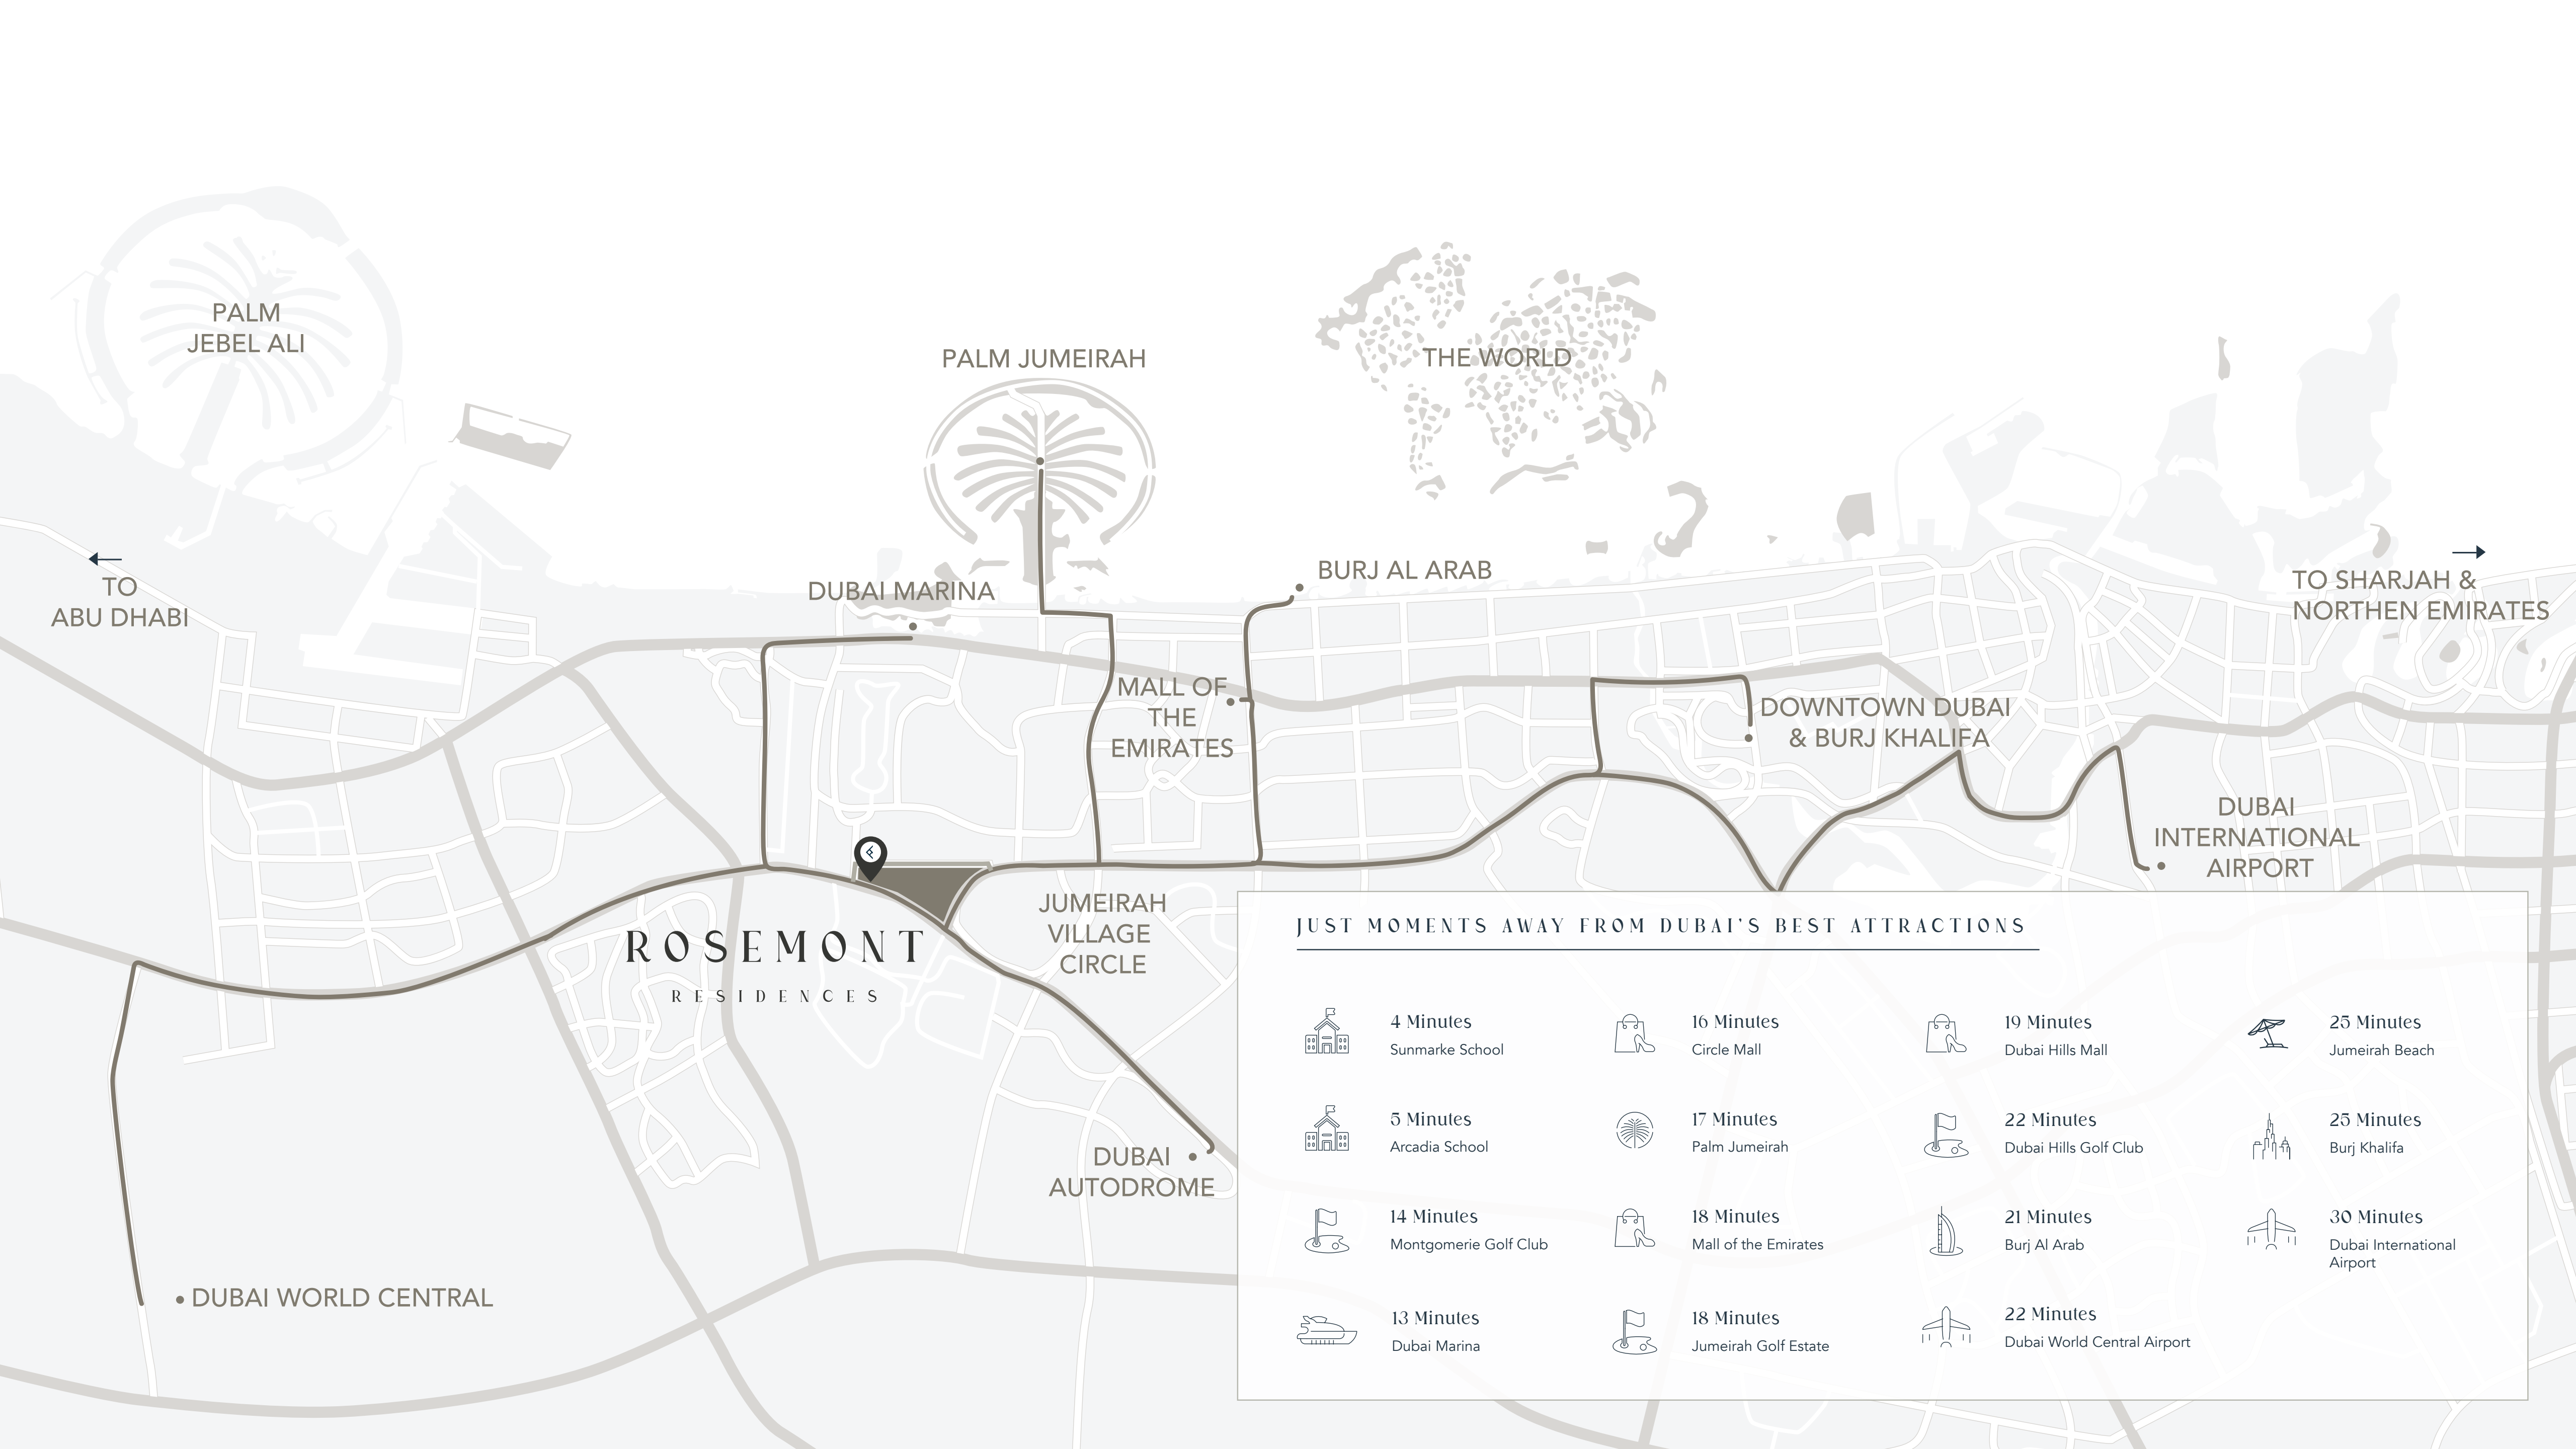 PALM
JEBEL ALI
PALM JUMEIRAH
THE WORLD
TO
ABU DHABI
DUBAI MARINA
BURJ AL ARAB
TO SHARJAH &
NORTHEN EMIRATES
MALL OF
THE
EMIRATES
DOWNTOWN DUBAI
& BURJ KHALIFA
DUBAI
INTERNATIONAL
AIRPORT
JUMEIRAH
VILLAGE
CIRCLE
ROSEMONT
RESIDENCES
DUBAI
AUTODROME
DUBAI WORLD CENTRAL
JUST MOMENTS AWAY FROM DUBAI'S BEST ATTRACTIONS
4 Minutes
Sunmarke School
5 Minutes
Arcadia School
14 Minutes
Montgomerie Golf Club
13 Minutes
Dubai Marina
16 Minutes
Circle Mall
17 Minutes
Palm Jumeirah
18 Minutes
Mall of the Emirates
18 Minutes
Jumeirah Golf Estate
19 Minutes
Dubai Hills Mall
22 Minutes
Dubai Hills Golf Club
21 Minutes
Burj Al Arab
22 Minutes
Dubai World Central Airport
25 Minutes
Jumeirah Beach
25 Minutes
Burj Khalifa
30 Minutes
Dubai International
Airport